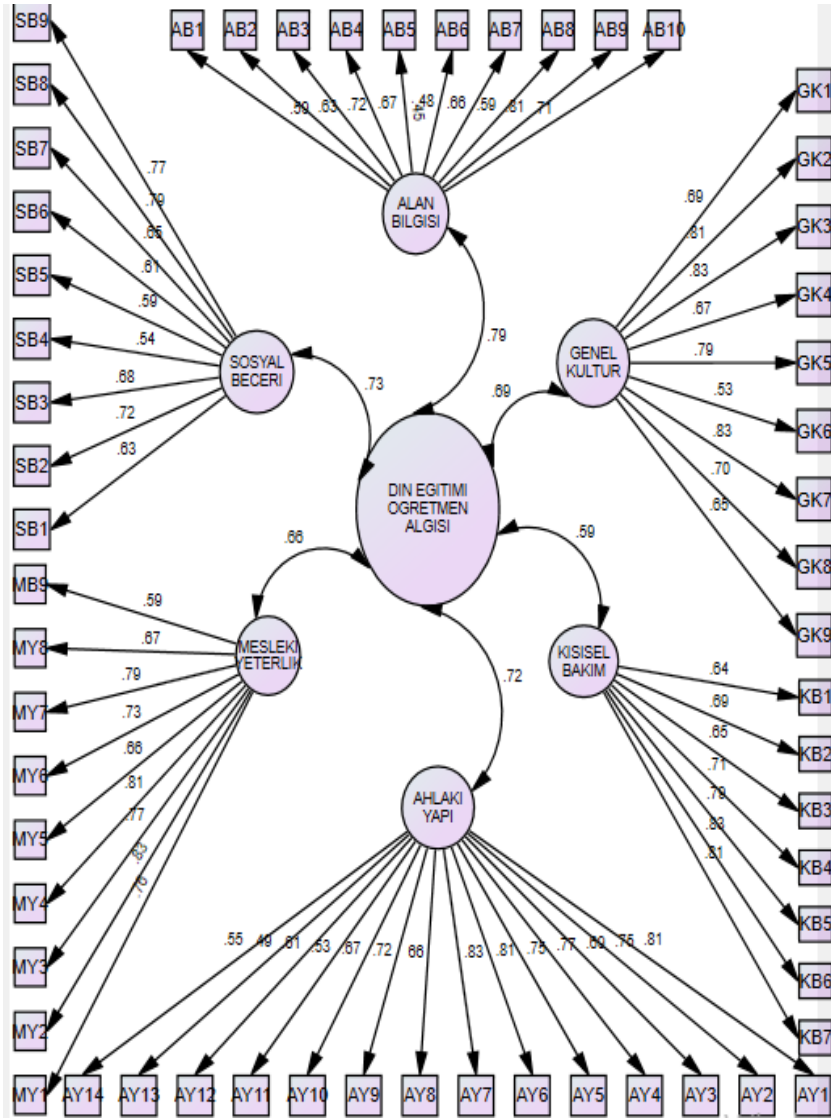 SB9
AB1
AB2
AB3
AB4
AB5
AB6
AB7
AB8
AB9
AB10
SB8
SB7
SB6
SB5
SB4
SB3
SB2
SB1
.77
.79
.65
.61
.59
.54
.68
.72
.63
SOSYAL
BECERI
.59
.63
.72
.67
.45
.48
.66
.59
.81
.71
ALAN
BILGISI
GK1
GK2
GK3
GK4
GK5
GK6
GK7
GK8
GK9
.69
.81
.83
.67
.79
.53
.83
.70
.65
GENEL
KULTUR
.79
.73
.69
DIN EGITIMI
OGRETMEN
ALGISI
.66
.59
.72
MB9
MY8
MY7
MY6
MY5
MY4
MY3
MY2
MY1
.59
.67
.79
.73
.66
.81
.77
.83
.70
MESLEKI
YETERLIK
KISISEL
BAKIM
.64
.69
.65
.71
.79
.83
.81
KB1
KB2
KB3
KB4
KB5
KB6
KB7
AHLAKI
YAPI
.55
.49
.61
.53
.67
.72
.66
.83
.81
.75
.77
.69
.75
.81
AY14
AY13
AY12
AY11
AY10
AY9
AY8
AY7
AY6
AY5
AY4
AY3
AY2
AY1